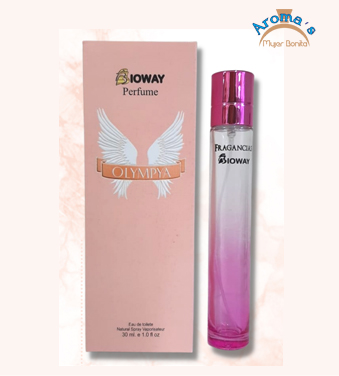 Aroma's
Myer Bonita
BIOWAY
Perfume
OLYMPYA
Eau de toilette
Natural Spray Vaporisateur
30 ml. e 1.0 fl.oz
FRAGANCIAS
BIOWAY